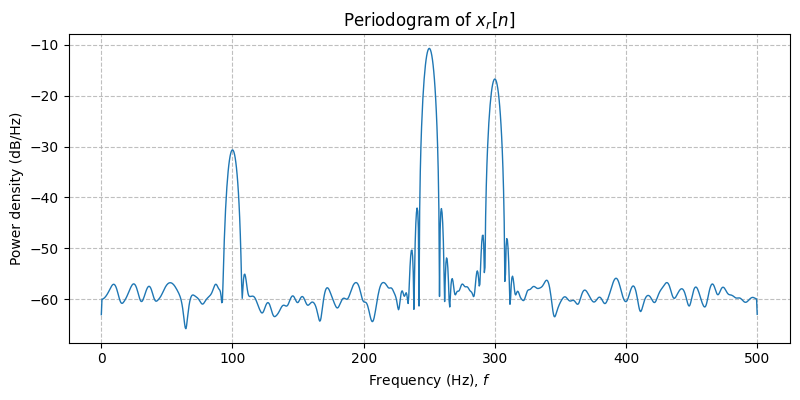 Periodogram of $x_r[n]$
Power density (dB/Hz)
−10
−20
−30
−40
−50
−60
0 100 200 300 400 500
Frequency (Hz), $f$